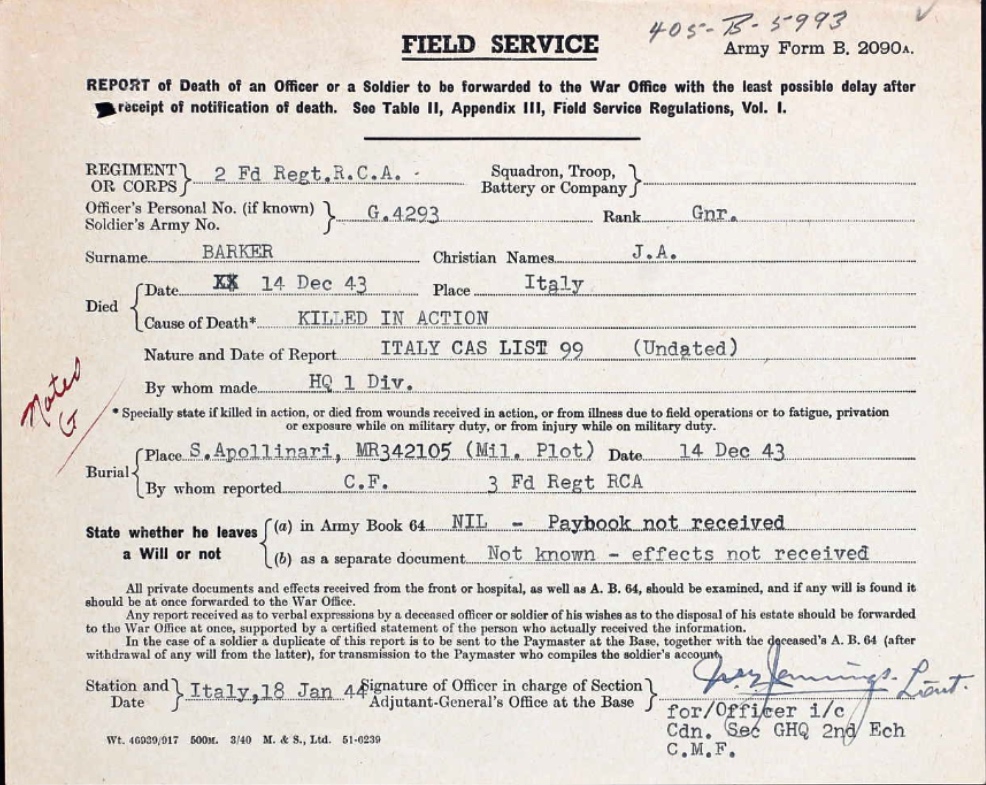 405-B-5993
FIELD SERVICE
Army Form B. 2090A.
REPORT of Death of an Officer or a Soldier to be forwarded to the War Office with the least possible delay after
receipt of notification of death. See Table II, Appendix III, Field Service Regulations, Vol. I.
REGIMENT OR CORPS } 2 Fd Regt.R.C.A. - Squadron, Troop, Battery or Company }
Officer's Personal No. (if known) Soldier's Army No. } G.4293 Rank Gnr.
Surname BARKER Christian Names J.A.
Died { Date XX 14 Dec 43 Place Italy
Cause of Death* KILLED IN ACTION
Nature and Date of Report ITALY CAS LIST 99 (Undated)
By whom made HQ 1 Div.
Noted
G
* Specially state if killed in action, or died from wounds received in action, or from illness due to field operations or to fatigue, privation
or exposure while on military duty, or from injury while on military duty.
Burial { Place S.Apollinari, MR342105 (Mil. Plot) Date 14 Dec 43
By whom reported C.F. 3 Fd Regt RCA
State whether he leaves a Will or not { (a) in Army Book 64 NIL - Paybook not received
(b) as a separate document Not known - effects not received
All private documents and effects received from the front or hospital, as well as A. B. 64, should be examined, and if any will is found it
should be at once forwarded to the War Office.
Any report received as to verbal expressions by a deceased officer or soldier of his wishes as to the disposal of his estate should be forwarded
to the War Office at once, supported by a certified statement of the person who actually received the information.
In the case of a soldier a duplicate of this report is to be sent to the Paymaster at the Base, together with the deceased's A. B. 64 (after
withdrawal of any will from the latter), for transmission to the Paymaster who compiles the soldier's account.
Station and Date } Italy,18 Jan 44 Signature of Officer in charge of Section Adjutant-General's Office at the Base } Jennings. Lieut.
for/Officer i/c
Cdn. Sec GHQ 2nd Ech
C.M.F.
Wt. 46939/917 500M. 3/40 M. & S., Ltd. 51-6239